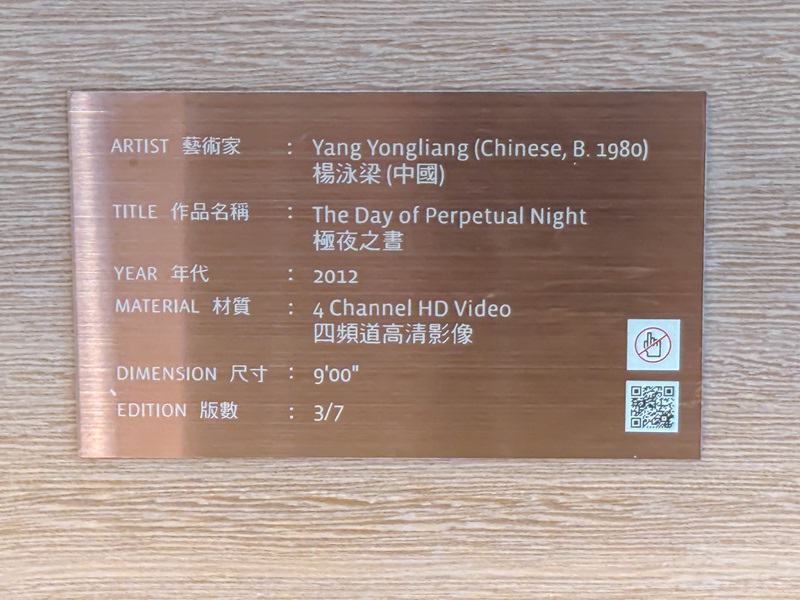 ARTIST 藝術家 : Yang Yongliang (Chinese, B. 1980)
楊泳梁 (中國)
TITLE 作品名稱 : The Day of Perpetual Night
極夜之晝
YEAR 年代 : 2012
MATERIAL 材質 : 4 Channel HD Video
四頻道高清影像
DIMENSION 尺寸 : 9'00"
EDITION 版數 : 3/7